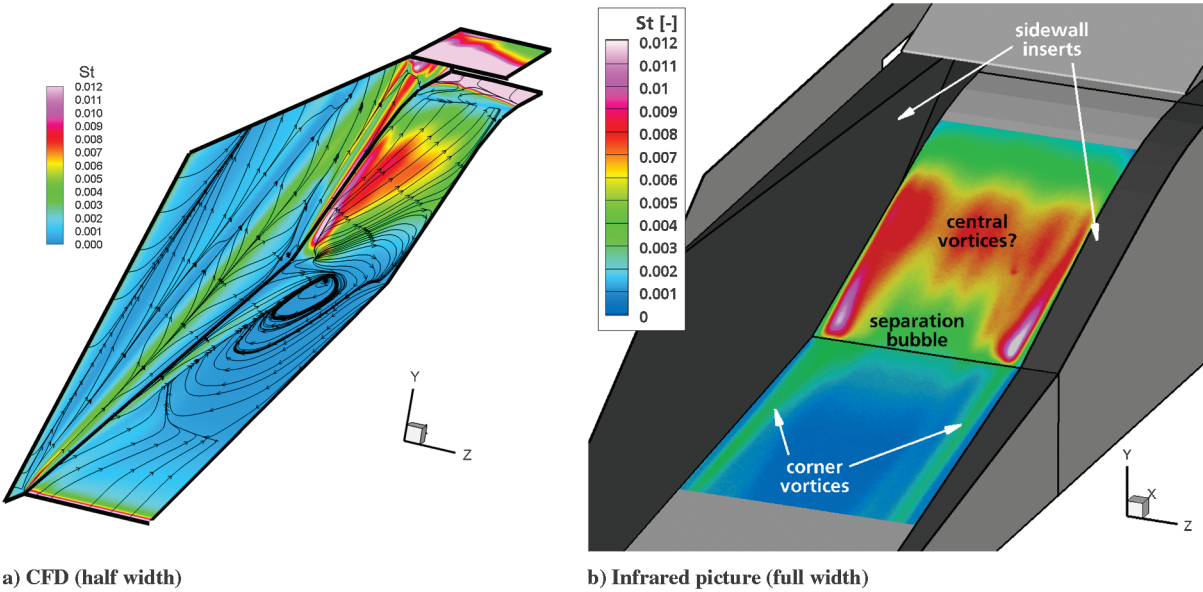 St
0.012
0.011
0.010
0.009
0.008
0.007
0.006
0.005
0.004
0.003
0.002
0.001
0.000
Y
Z
a) CFD (half width)
St [-]
0.012
0.01
0.009
0.008
0.007
0.006
0.005
0.004
0.003
0.002
0.001
0
sidewall
inserts
central
vortices?
separation
bubble
corner
vortices
Y
X
Z
b) Infrared picture (full width)